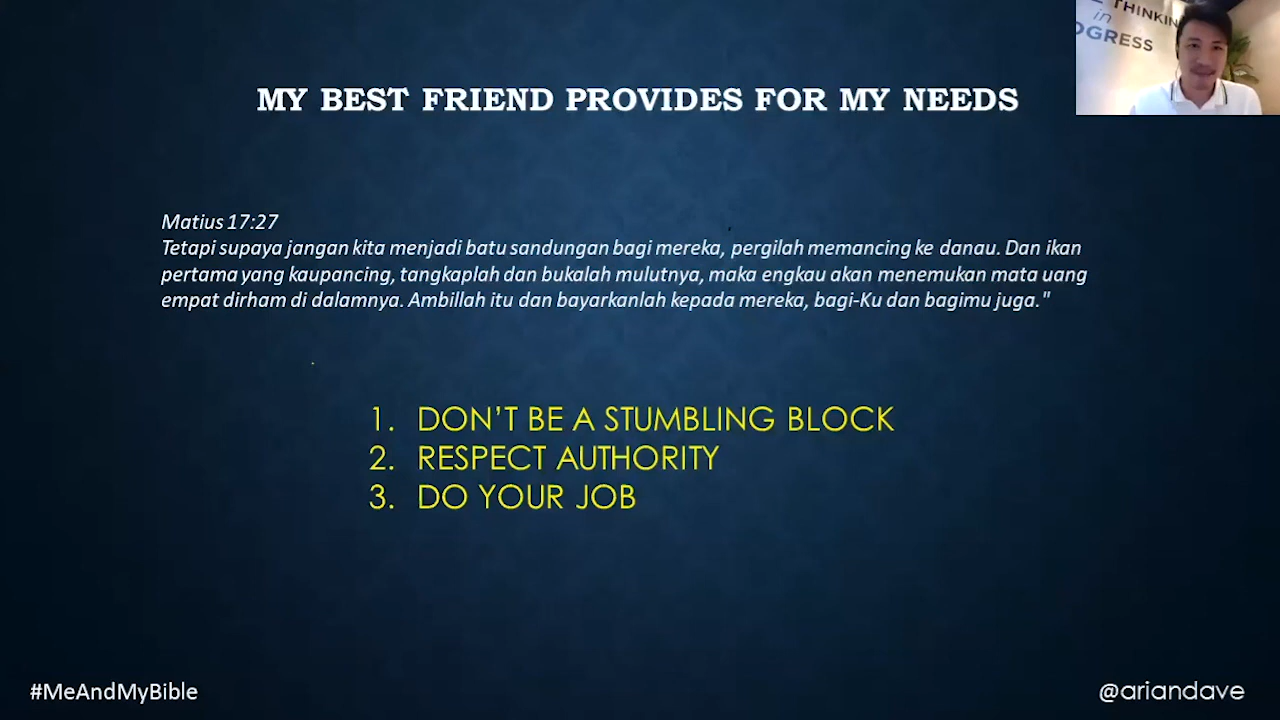 THINKIN
in
OGRESS
MY BEST FRIEND PROVIDES FOR MY NEEDS
Matius 17:27
Tetapi supaya jangan kita menjadi batu sandungan bagi mereka, pergilah memancing ke danau. Dan ikan
pertama yang kaupancing, tangkaplah dan bukalah mulutnya, maka engkau akan menemukan mata uang
empat dirham di dalamnya. Ambillah itu dan bayarkanlah kepada mereka, bagi-Ku dan bagimu juga."
1. DON'T BE A STUMBLING BLOCK
2. RESPECT AUTHORITY
3. DO YOUR JOB
#MeAndMyBible
@ariandave